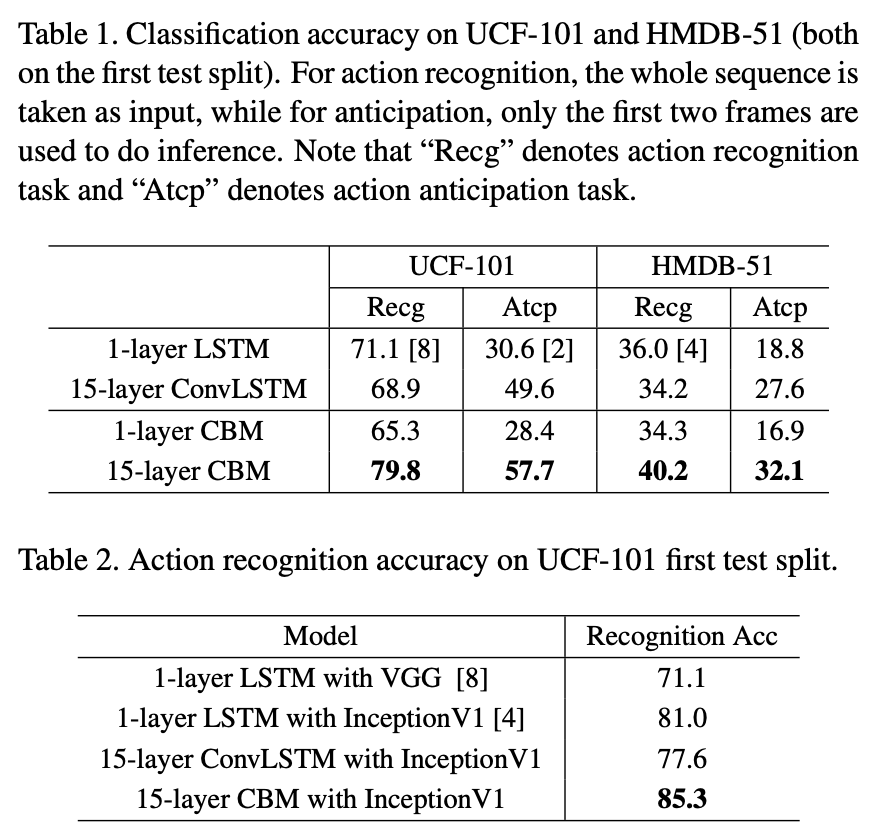 Table 1. Classification accuracy on UCF-101 and HMDB-51 (both
on the first test split). For action recognition, the whole sequence is
taken as input, while for anticipation, only the first two frames are
used to do inference. Note that “Recg” denotes action recognition
task and “Atcp” denotes action anticipation task.
UCF-101 HMDB-51
Recg Atcp Recg Atcp
1-layer LSTM 71.1 [8] 30.6 [2] 36.0 [4] 18.8
15-layer ConvLSTM 68.9 49.6 34.2 27.6
1-layer CBM 65.3 28.4 34.3 16.9
15-layer CBM 79.8 57.7 40.2 32.1
Table 2. Action recognition accuracy on UCF-101 first test split.
Model Recognition Acc
1-layer LSTM with VGG [8] 71.1
1-layer LSTM with InceptionV1 [4] 81.0
15-layer ConvLSTM with InceptionV1 77.6
15-layer CBM with InceptionV1 85.3